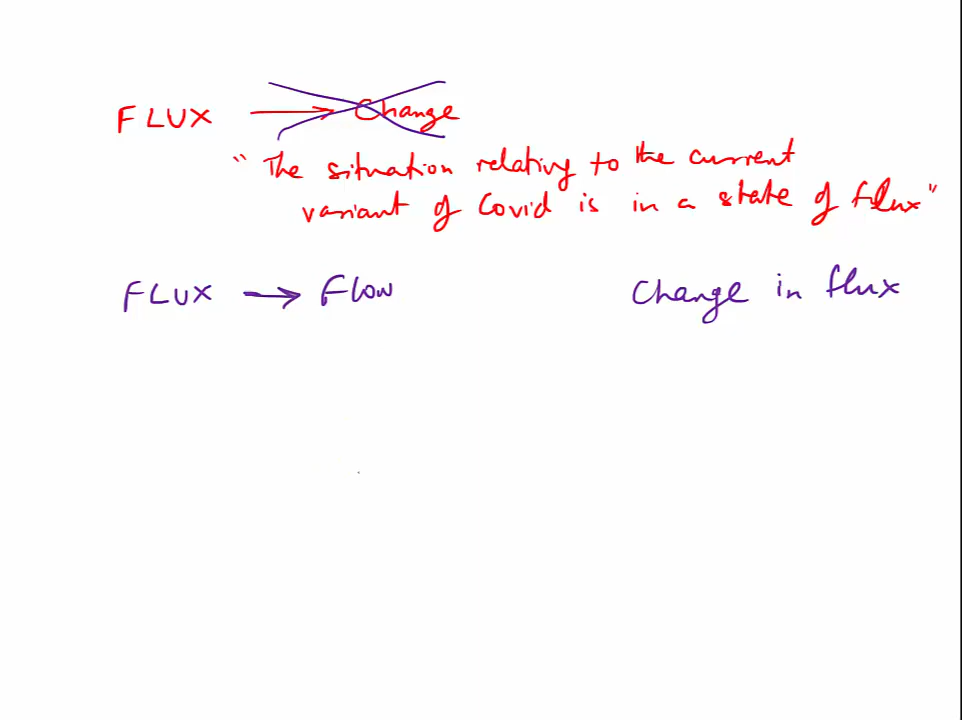 FLUX → Change
"The situation relating to the current
variant of Covid is in a state of flux"
FLUX → Flow Change in flux